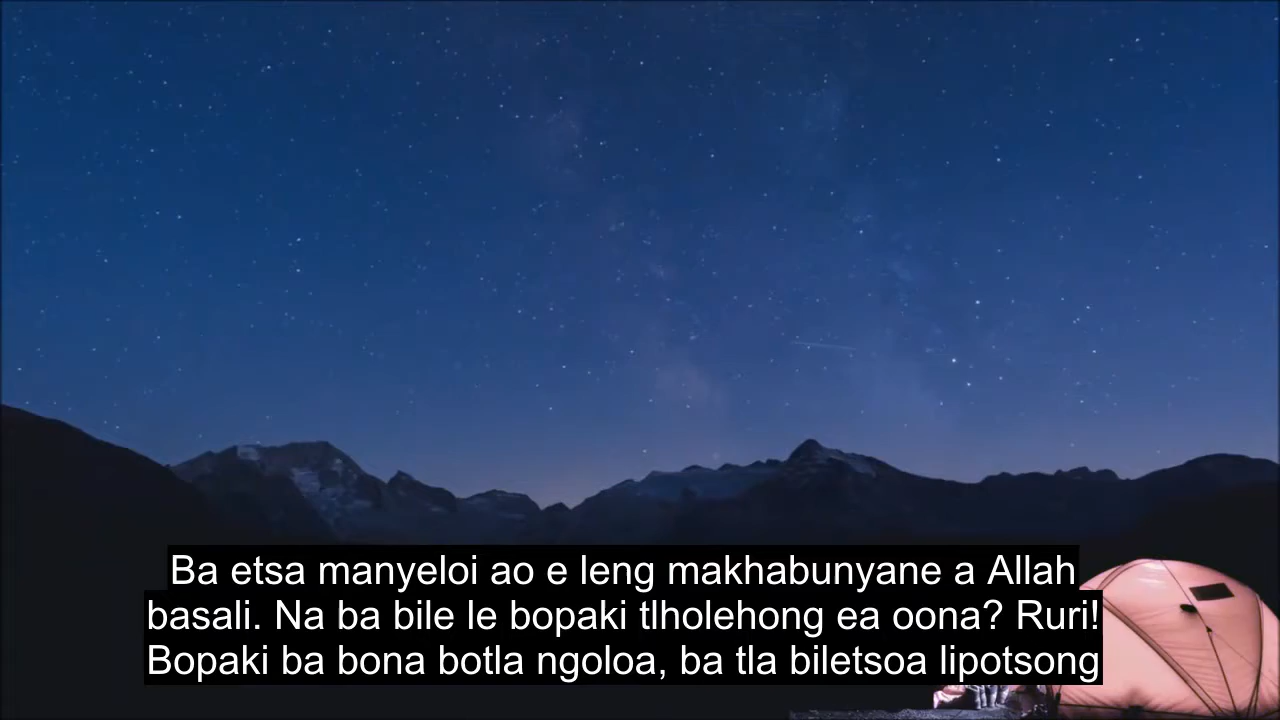 Ba etsa manyeloi ao e leng makhabunyane a Allah
basali. Na ba bile le bopaki tlholehong ea oona? Ruri!
Bopaki ba bona botla ngoloa, ba tla biletsoa lipotsong